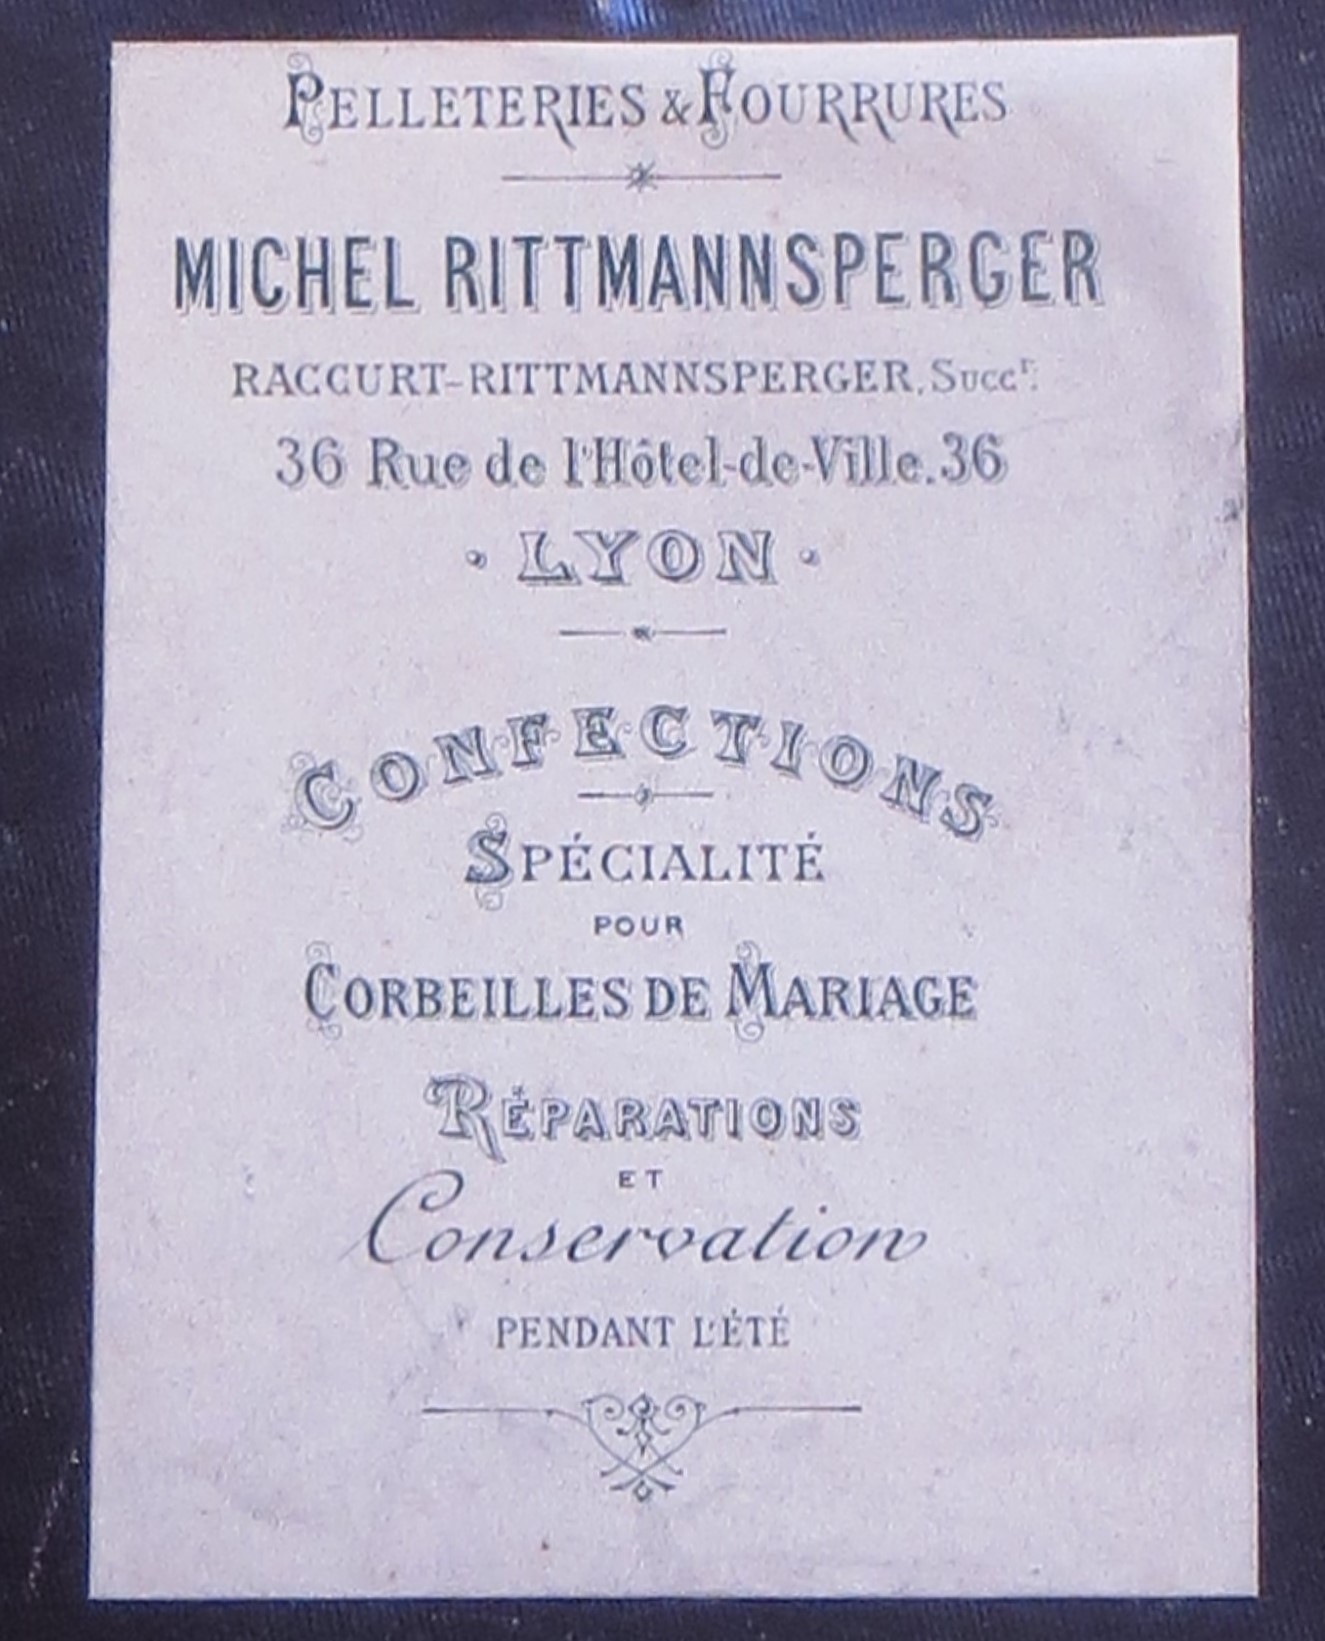 PELLETERIES & FOURRURES
MICHEL RITTMANNSPERGER
RACCURT-RITTMANNSPERGER, Succr.
36 Rue de l'Hôtel-de-Ville. 36
· LYON ·
CONFECTIONS
SPÉCIALITÉ
POUR
CORBEILLES DE MARIAGE
RÉPARATIONS
ET
Conservation
PENDANT L'ÉTÉ